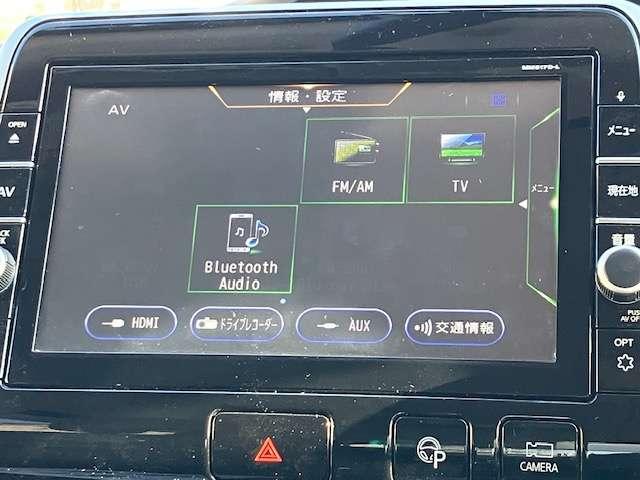 情報・設定
AV
FM/AM
TV
メニュー
Bluetooth
Audio
HDMI
ドライブレコーダー
AUX
交通情報
OPEN
AV
メニュー
現在地
音量
PUS
AV OF
OPT
P
CAMERA